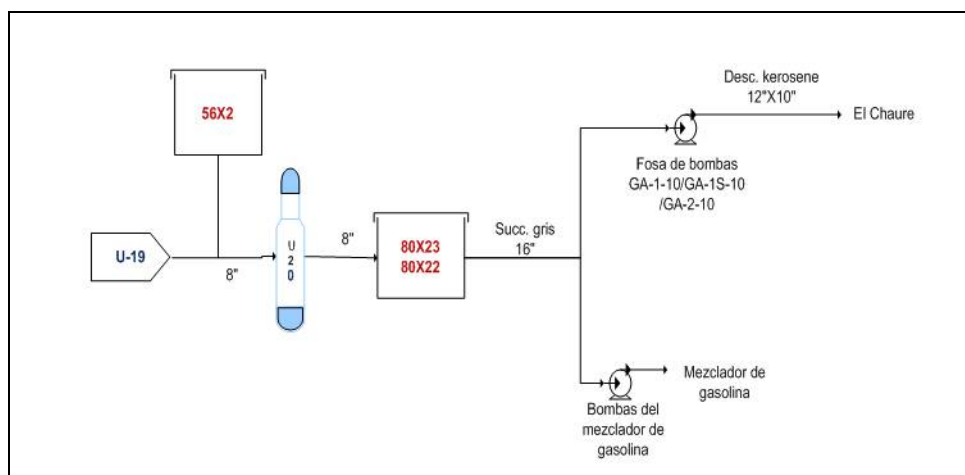 56X2
U-19
8"
U
2
0
8"
80X23
80X22
Succ. gris
16"
Desc. kerosene
12"X10"
El Chaure
Fosa de bombas
GA-1-10/GA-1S-10
/GA-2-10
Mezclador de
gasolina
Bombas del
mezclador de
gasolina